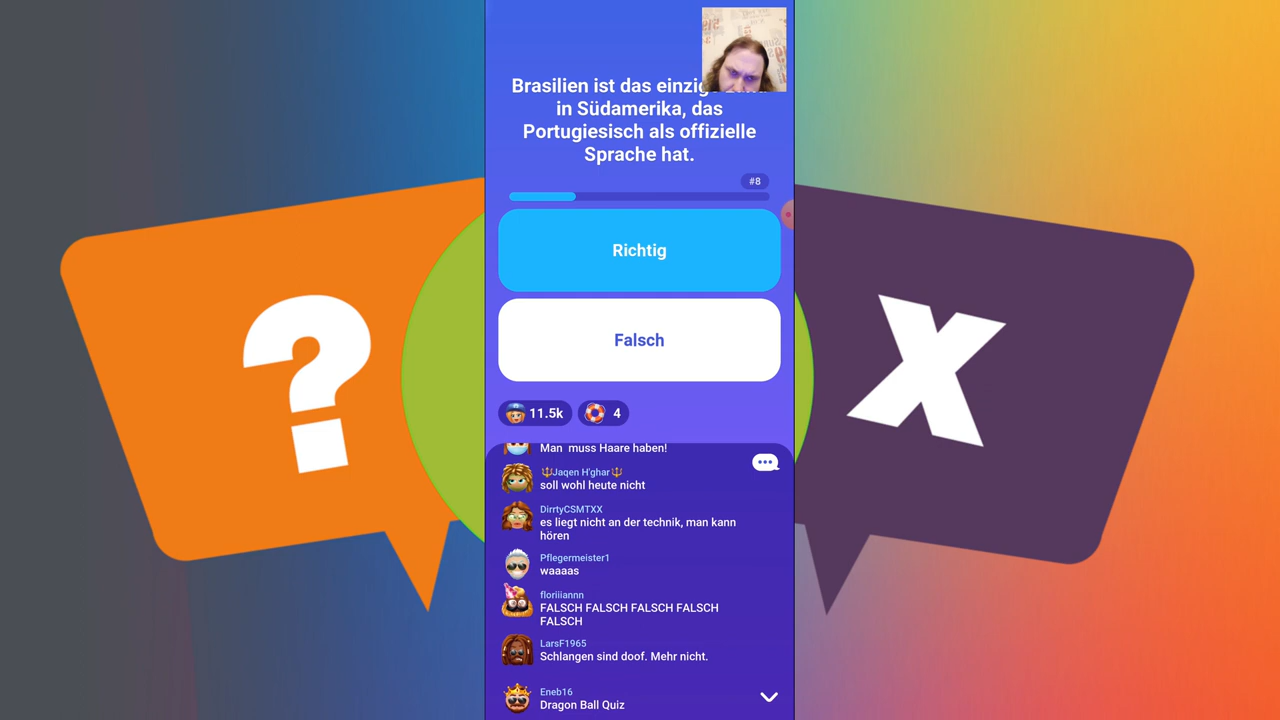 Brasilien ist das
in Südamerika, das
Portugiesisch als offizielle
Sprache hat.
#8
Richtig
Falsch
?
X
11.5k
4
Man muss Haare haben!
🔱Jaqen H'ghar🔱
soll wohl heute nicht
DirrtyCSMTXX
es liegt nicht an der technik, man kann
hören
Pflegermeister1
waaaas
floriiiannn
FALSCH FALSCH FALSCH FALSCH
FALSCH
LarsF1965
Schlangen sind doof. Mehr nicht.
Eneb16
Dragon Ball Quiz